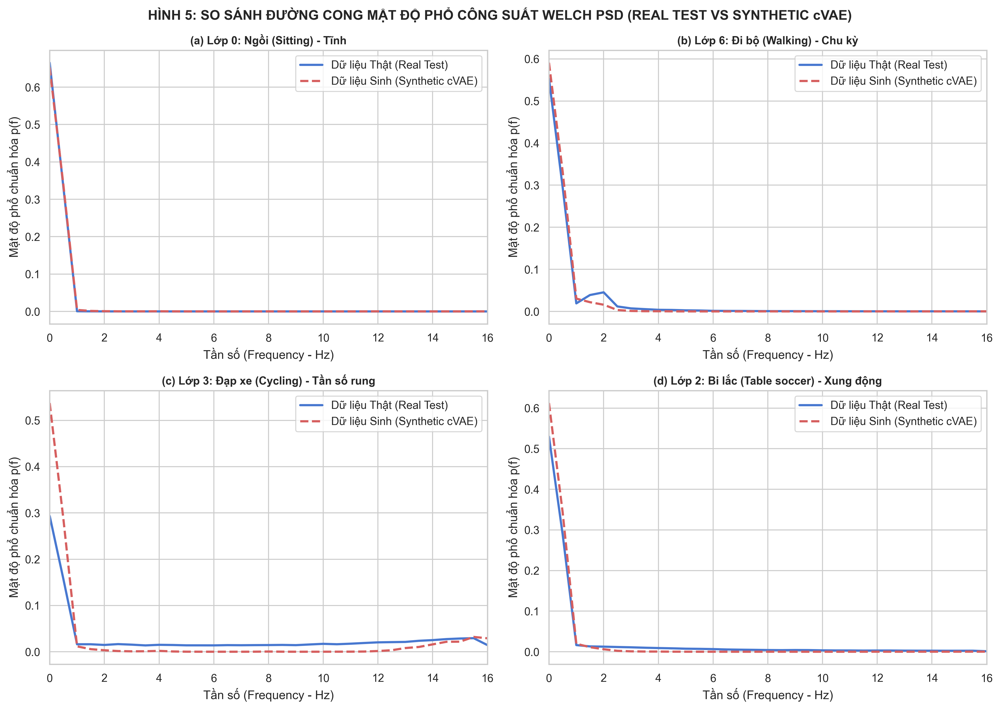 HÌNH 5: SO SÁNH ĐƯỜNG CONG MẬT ĐỘ PHỔ CÔNG SUẤT WELCH PSD (REAL TEST VS SYNTHETIC cVAE)
(a) Lớp 0: Ngồi (Sitting) - Tĩnh
Dữ liệu Thật (Real Test)
Dữ liệu Sinh (Synthetic cVAE)
Mật độ phổ chuẩn hóa p(f)
0.6
0.5
0.4
0.3
0.2
0.1
0.0
0 2 4 6 8 10 12 14 16
Tần số (Frequency - Hz)
(b) Lớp 6: Đi bộ (Walking) - Chu kỳ
Dữ liệu Thật (Real Test)
Dữ liệu Sinh (Synthetic cVAE)
Mật độ phổ chuẩn hóa p(f)
0.6
0.5
0.4
0.3
0.2
0.1
0.0
0 2 4 6 8 10 12 14 16
Tần số (Frequency - Hz)
(c) Lớp 3: Đạp xe (Cycling) - Tần số rung
Dữ liệu Thật (Real Test)
Dữ liệu Sinh (Synthetic cVAE)
Mật độ phổ chuẩn hóa p(f)
0.5
0.4
0.3
0.2
0.1
0.0
0 2 4 6 8 10 12 14 16
Tần số (Frequency - Hz)
(d) Lớp 2: Bi lắc (Table soccer) - Xung động
Dữ liệu Thật (Real Test)
Dữ liệu Sinh (Synthetic cVAE)
Mật độ phổ chuẩn hóa p(f)
0.6
0.5
0.4
0.3
0.2
0.1
0.0
0 2 4 6 8 10 12 14 16
Tần số (Frequency - Hz)